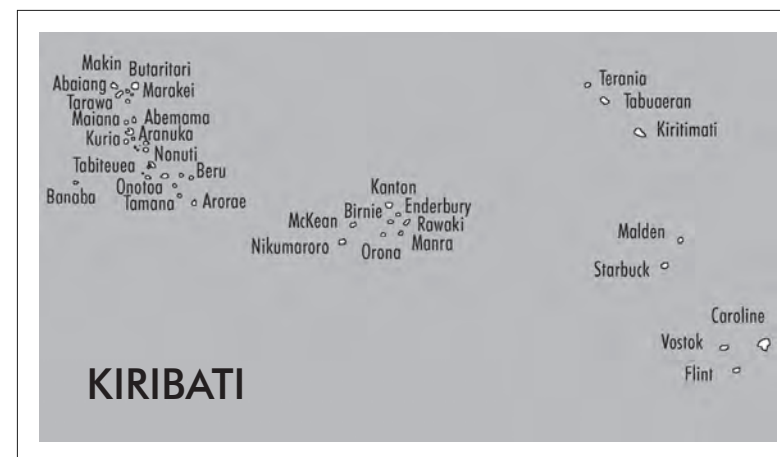 Makin Butaritari
Abaiang Marakei
Tarawa
Maiana Abemama
Kuria Aranuka
Nonuti
Tabiteuea Beru
Banaba Onotoa
Tamana Arorae
Kanton
Birnie Enderbury
McKean Rawaki
Nikumaroro Orona Manra
Terania
Tabuaeran
Kiritimati
Malden
Starbuck
Caroline
Vostok
Flint
KIRIBATI